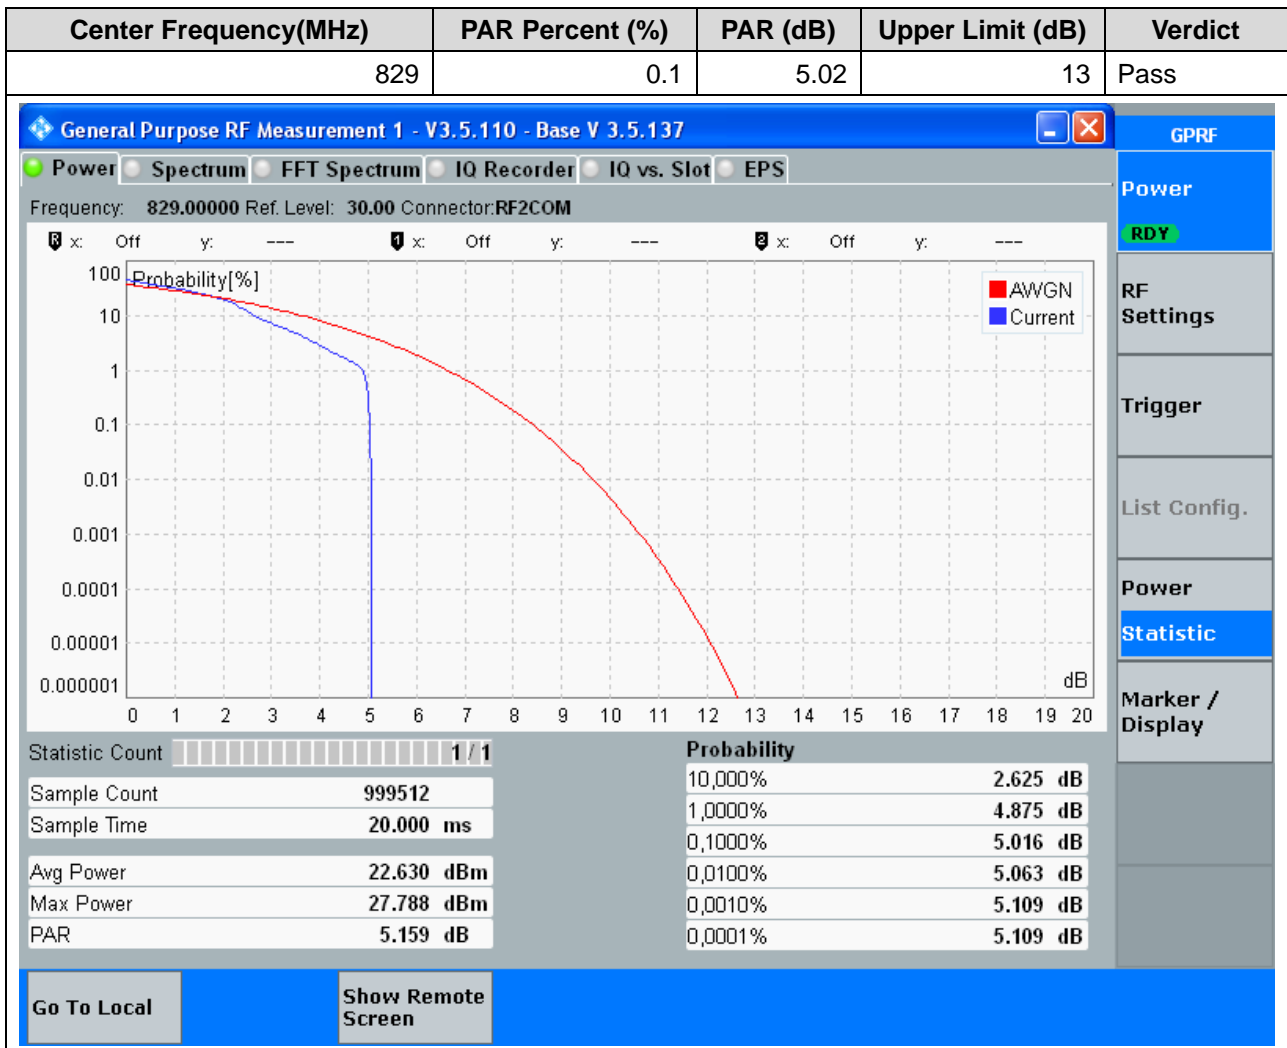 Center Frequency(MHz) PAR Percent (%) PAR (dB) Upper Limit (dB) Verdict
829 0.1 5.02 13 Pass
General Purpose RF Measurement 1 - V3.5.110 - Base V 3.5.137
GPRF
Power Spectrum FFT Spectrum IQ Recorder IQ vs. Slot EPS
Power
RDY
Frequency: 829.00000 Ref. Level: 30.00 Connector:RF2COM
R x: Off y: --- 1 x: Off y: --- 2 x: Off y: ---
Probability[%]
AWGN
Current
100
10
1
0.1
0.01
0.001
0.0001
0.00001
0.000001
dB
0 1 2 3 4 5 6 7 8 9 10 11 12 13 14 15 16 17 18 19 20
RF
Settings
Trigger
List Config.
Power
Statistic
Marker /
Display
Statistic Count 1 / 1
Sample Count 999512
Sample Time 20.000 ms
Avg Power 22.630 dBm
Max Power 27.788 dBm
PAR 5.159 dB
Probability
10,000% 2.625 dB
1,0000% 4.875 dB
0,1000% 5.016 dB
0,0100% 5.063 dB
0,0010% 5.109 dB
0,0001% 5.109 dB
Go To Local
Show Remote
Screen